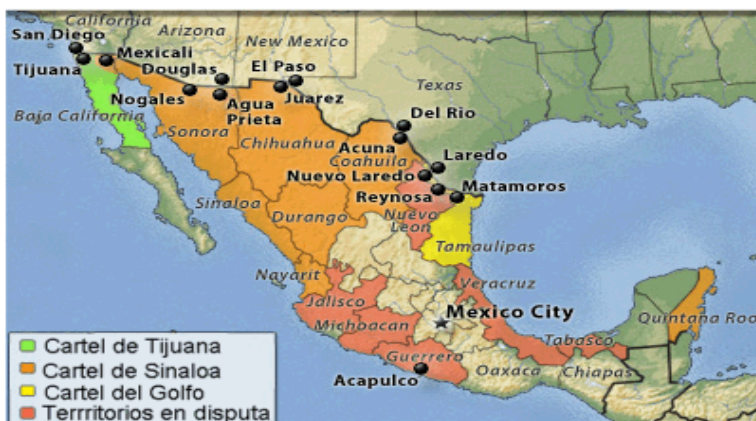 California
Arizona
New Mexico
Texas
San Diego
Mexicali
Tijuana
Douglas
El Paso
Nogales
Agua
Prieta
Juarez
Del Rio
Baja California
Sonora
Chihuahua
Acuna
Coahuila
Laredo
Nuevo Laredo
Matamoros
Reynosa
Sinaloa
Durango
Nuevo
Leon
Tamaulipas
Nayarit
Veracruz
Jalisco
Mexico City
Quintana Roo
Michoacan
Tabasco
Guerrero
Acapulco
Oaxaca
Chiapas
Cartel de Tijuana
Cartel de Sinaloa
Cartel del Golfo
Terrritorios en disputa